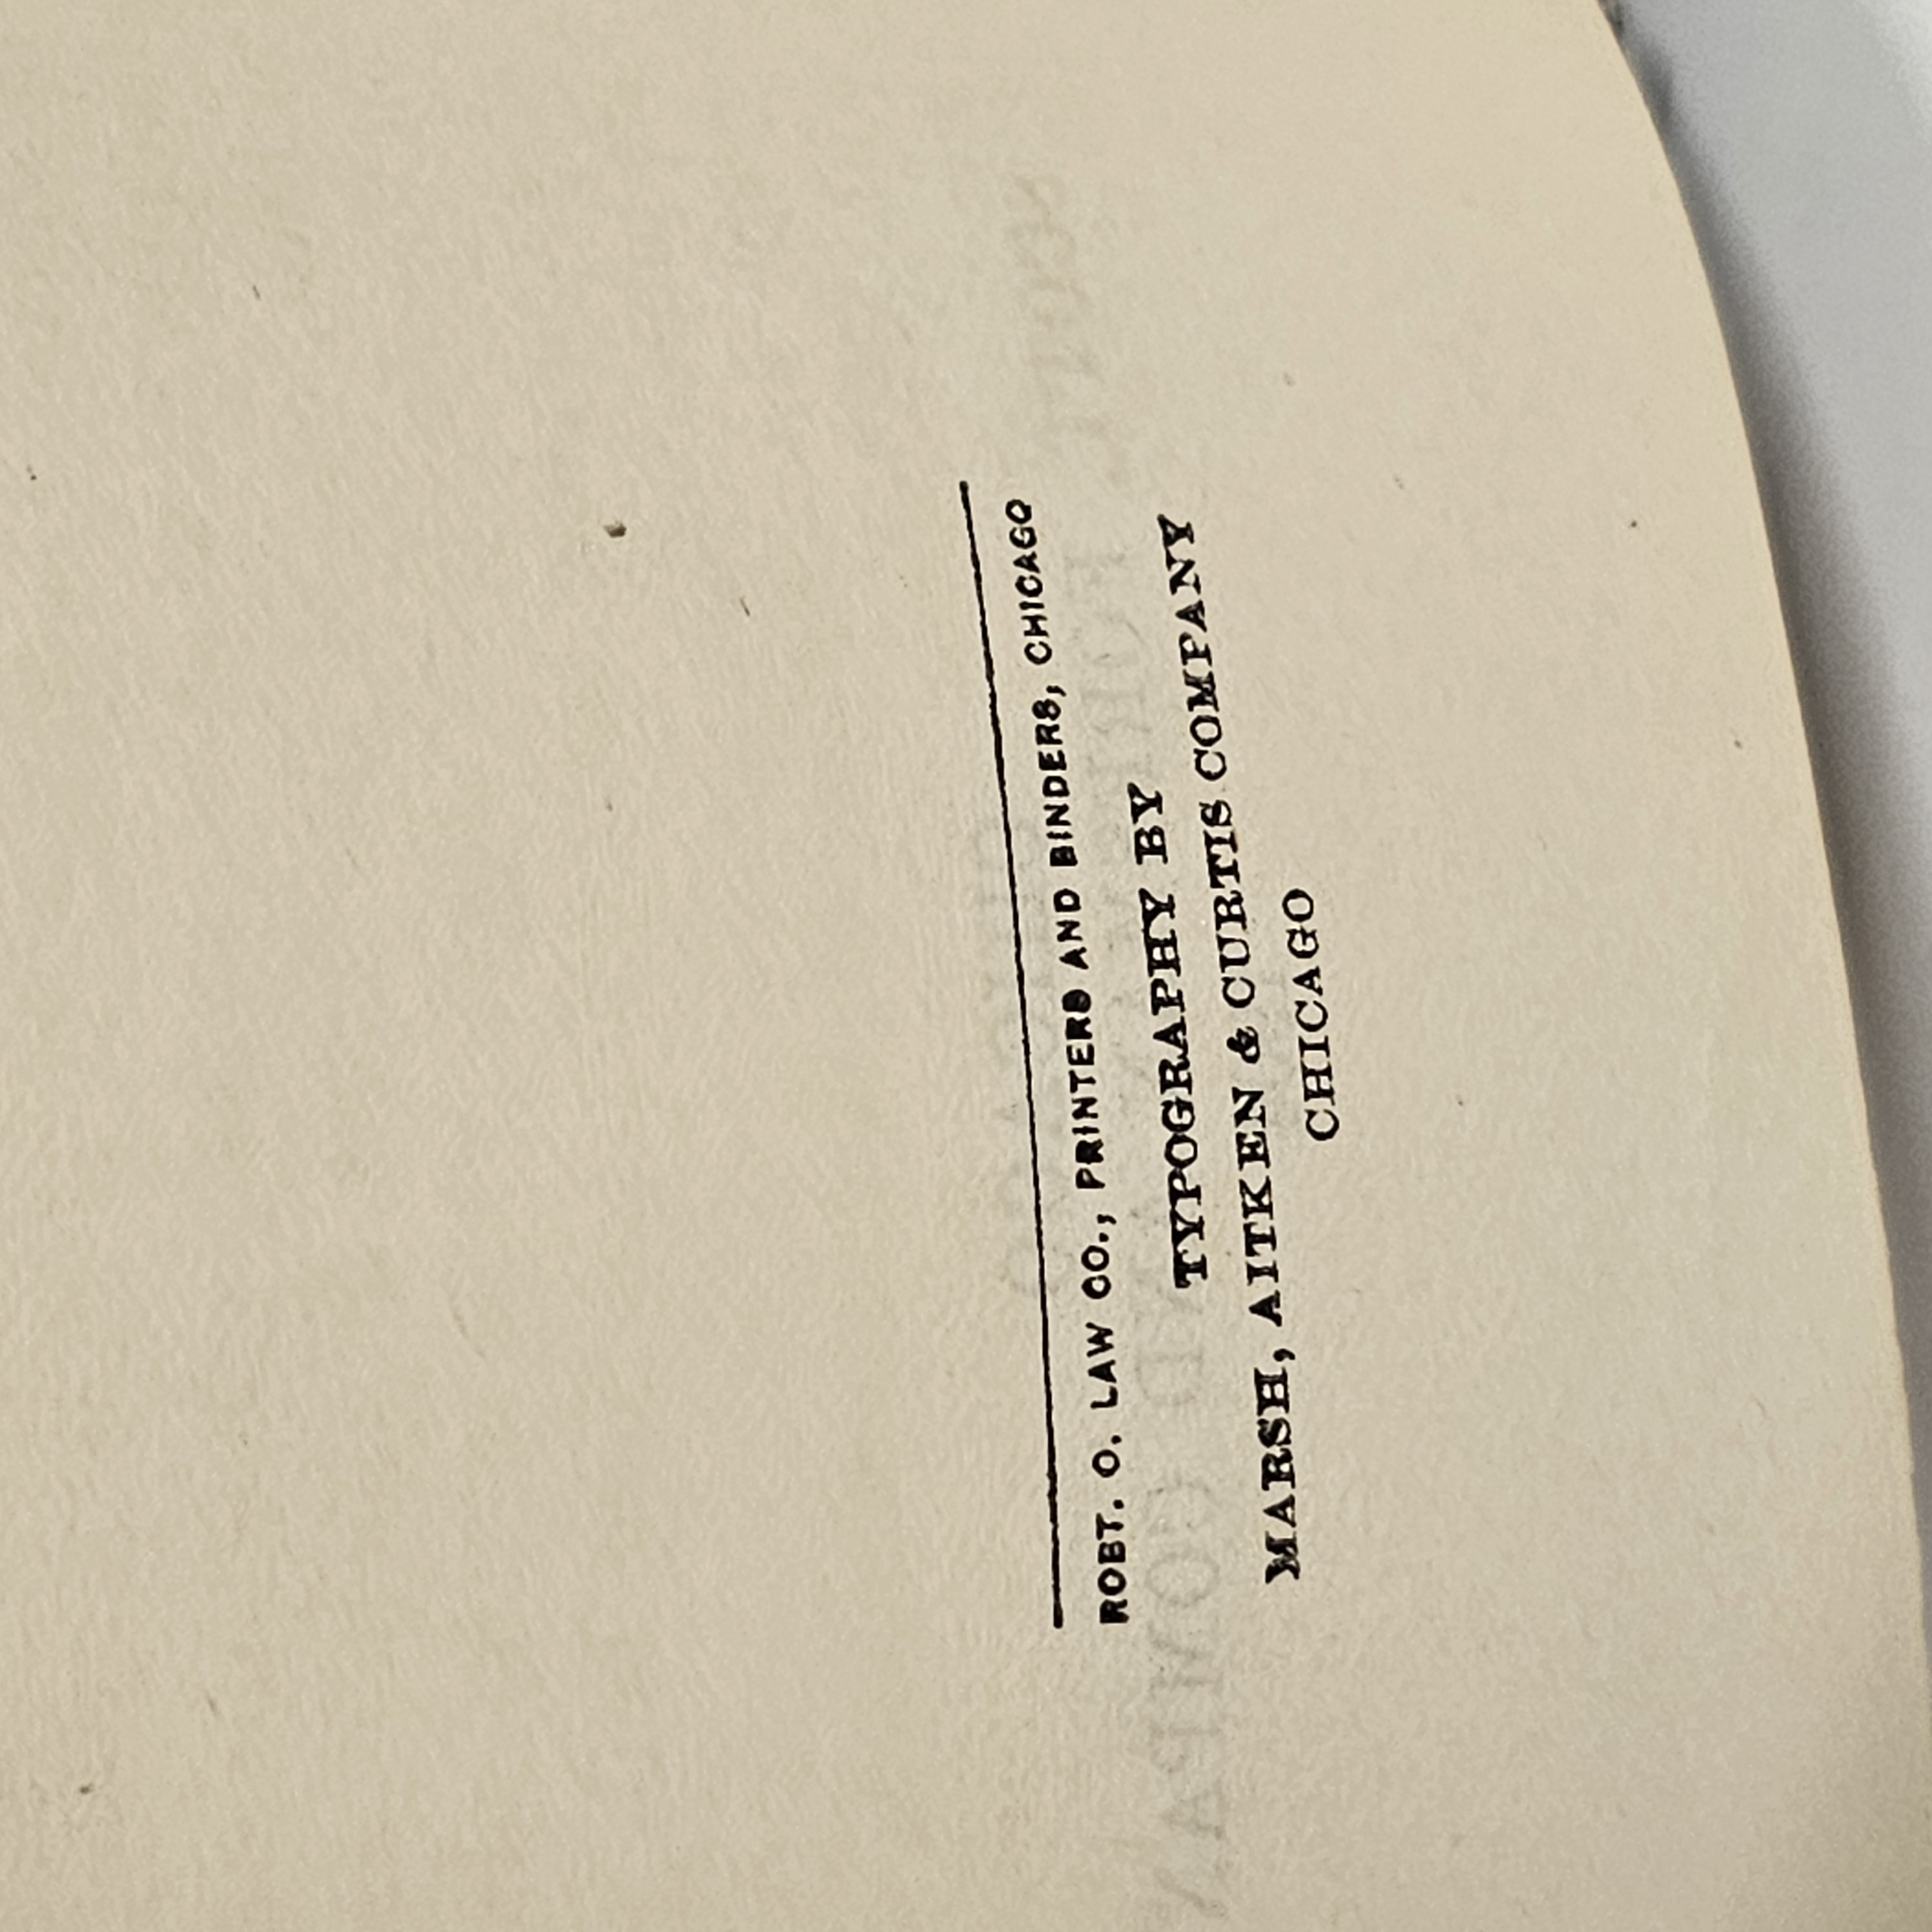 ROBT. O. LAW CO., PRINTERS AND BINDERS, CHICAGO
TYPOGRAPHY BY
MARSH, AITKEN & CURTIS COMPANY
CHICAGO